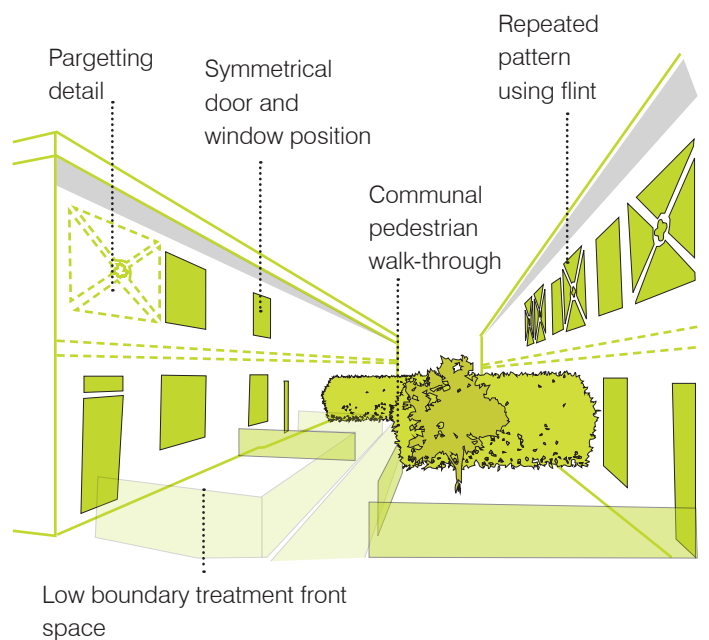 Pargetting
detail
Symmetrical
door and
window position
Repeated
pattern
using flint
Communal
pedestrian
walk-through
Low boundary treatment front
space